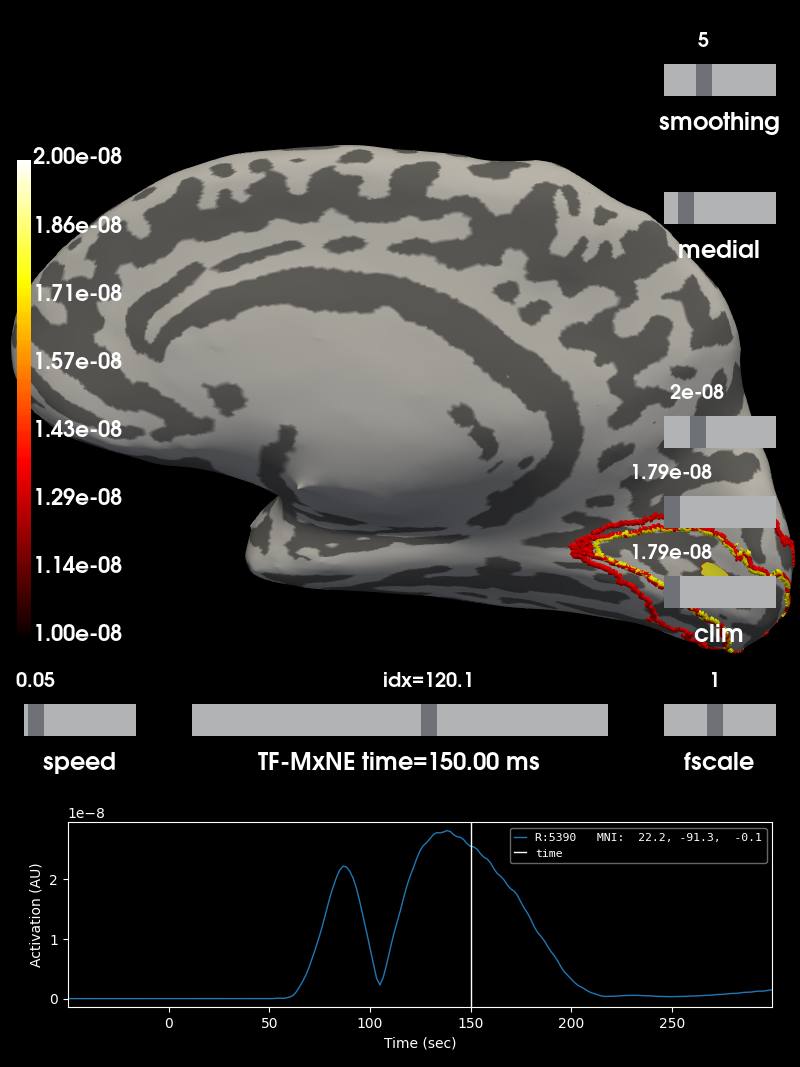 5
smoothing
2.00e-08
1.86e-08
medial
1.71e-08
1.57e-08
2e-08
1.43e-08
1.79e-08
1.29e-08
1.79e-08
1.14e-08
1.00e-08
clim
0.05
idx=120.1
1
speed
TF-MxNE time=150.00 ms
fscale
1e−8
R:5390 MNI: 22.2, -91.3, -0.1
time
2
1
0
Activation (AU)
0 50 100 150 200 250
Time (sec)